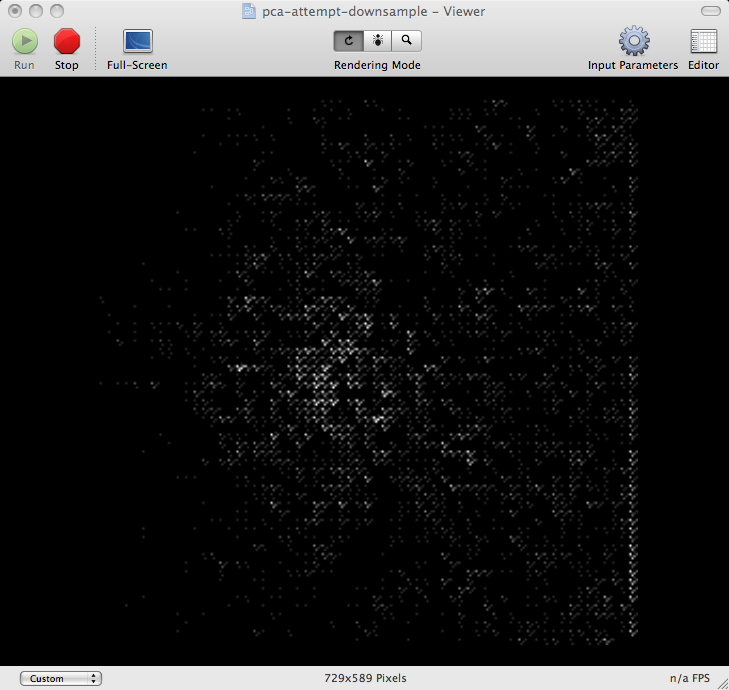 pca-attempt-downsample – Viewer
Run
Stop
Full-Screen
Rendering Mode
Input Parameters
Editor
Custom
729x589 Pixels
n/a FPS